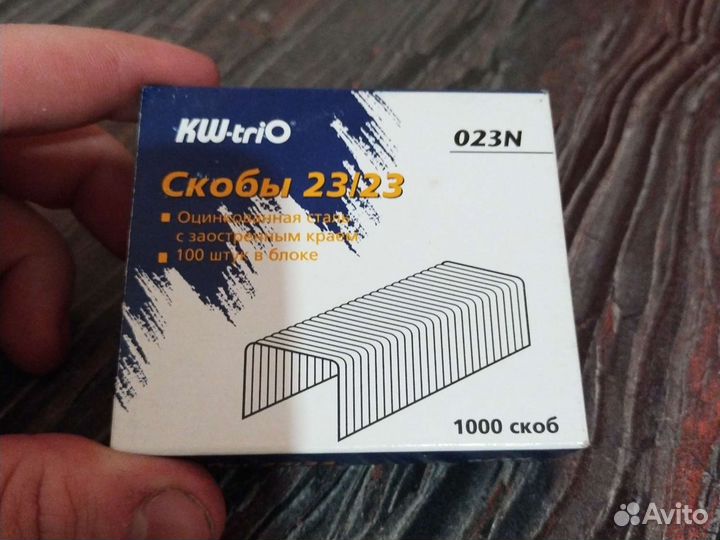 KW-triO
023N
Скобы 23/23
Оцинкованная сталь
с заостренным краем
100 штук в блоке
1000 скоб
Avito